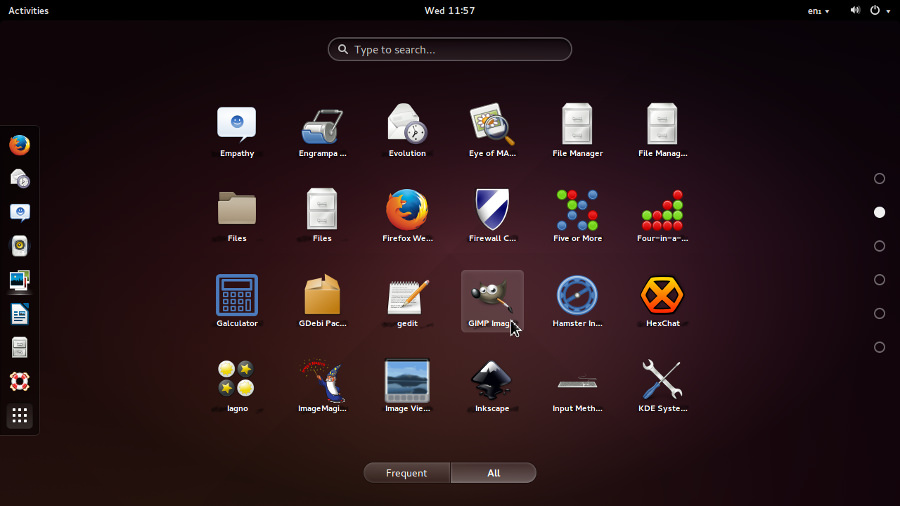 Activities
Wed 11:57
en₁
Type to search...
Empathy
Engrampa ...
Evolution
Eye of MA...
File Manager
File Manag...
Files
Files
Firefox We...
Firewall C...
Five or More
Four-in-a-...
Galculator
GDebi Pac...
gedit
GIMP Imag...
Hamster In...
HexChat
Iagno
ImageMagi...
Image Vie...
Inkscape
Input Meth...
KDE Syste...
Frequent
All